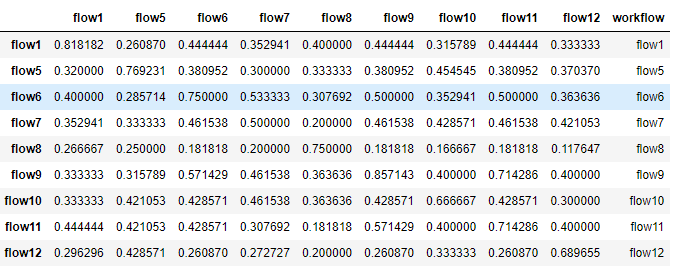 flow1 flow5 flow6 flow7 flow8 flow9 flow10 flow11 flow12 workflow
flow1 0.818182 0.260870 0.444444 0.352941 0.400000 0.444444 0.315789 0.444444 0.333333 flow1
flow5 0.320000 0.769231 0.380952 0.300000 0.333333 0.380952 0.454545 0.380952 0.370370 flow5
flow6 0.400000 0.285714 0.750000 0.533333 0.307692 0.500000 0.352941 0.500000 0.363636 flow6
flow7 0.352941 0.333333 0.461538 0.500000 0.200000 0.461538 0.428571 0.461538 0.421053 flow7
flow8 0.266667 0.250000 0.181818 0.200000 0.750000 0.181818 0.166667 0.181818 0.117647 flow8
flow9 0.333333 0.315789 0.571429 0.461538 0.363636 0.857143 0.400000 0.714286 0.400000 flow9
flow10 0.333333 0.421053 0.428571 0.461538 0.363636 0.428571 0.666667 0.428571 0.300000 flow10
flow11 0.444444 0.421053 0.428571 0.307692 0.181818 0.571429 0.400000 0.714286 0.400000 flow11
flow12 0.296296 0.428571 0.260870 0.272727 0.200000 0.260870 0.333333 0.260870 0.689655 flow12